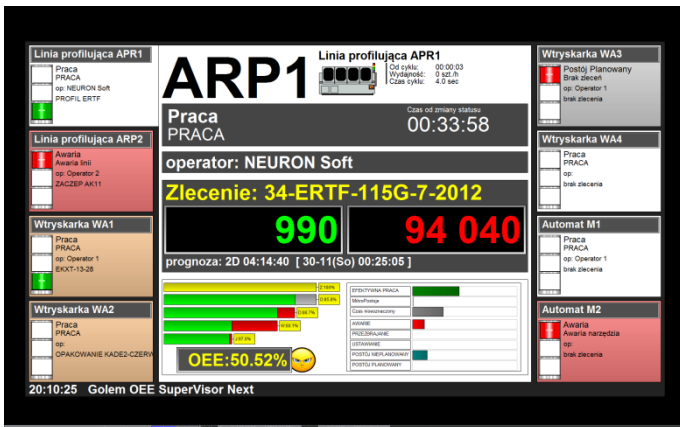 Linia profilująca APR1
Praca
PRACA
op: NEURON Soft
PROFIL ERTF
Linia profilująca ARP2
Awaria
Awaria linii
op: Operator 2
ZACZEP AK11
Wtryskarka WA1
Praca
PRACA
op: Operator 1
EKXT-13-28
Wtryskarka WA2
Praca
PRACA
op:
OPAKOWANIE KADE2-CZERW
ARP1
Linia profilująca APR1
Od cyklu: 00:00:03
Wydajność: 0 szt./h
Czas cyklu: 4.0 sec
Praca
PRACA
Czas od zmiany statusu
00:33:58
operator: NEURON Soft
Zlecenie: 34-ERTF-115G-7-2012
990
94 040
prognoza: 2D 04:14:40 [ 30-11(So) 00:25:05 ]
OEE:50.52%
EFEKTYWNA PRACA
MikroPostoje
Czas nieoznaczony
AWARIE
PRZEZBRAJANIE
USTAWIANIE
POSTÓJ NIEPLANOWANY
POSTÓJ PLANOWANY
Wtryskarka WA3
Postój Planowany
Brak zleceń
op: Operator 1
brak zlecenia
Wtryskarka WA4
Praca
PRACA
op:
brak zlecenia
Automat M1
Praca
PRACA
op: Operator 1
brak zlecenia
Automat M2
Awaria
Awaria narzędzia
op:
brak zlecenia
20:10:25 Golem OEE SuperVisor Next